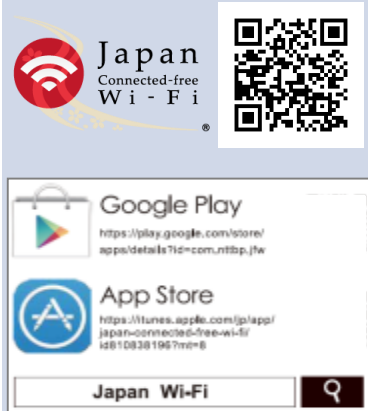 Japan
Connected-free
Wi-Fi
®
Google Play
https://play.google.com/store/
apps/details?id=com.nttbp.jfw
App Store
https://itunes.apple.com/jp/app/
japan-connected-free-wi-fi/
id810838196?mt=8
Japan Wi-Fi